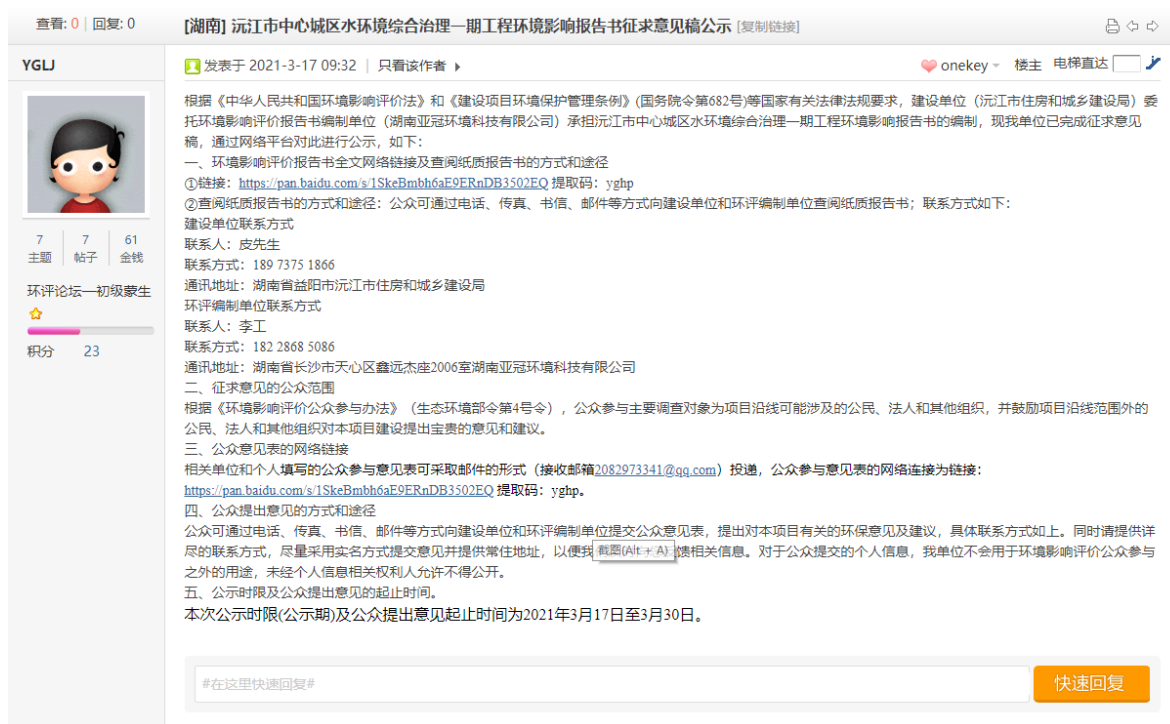 查看: 0 | 回复: 0
[湖南] 沅江市中心城区水环境综合治理一期工程环境影响报告书征求意见稿公示 [复制链接]
YGLJ
发表于 2021-3-17 09:32 | 只看该作者
onekey 楼主 电梯直达
根据《中华人民共和国环境影响评价法》和《建设项目环境保护管理条例》(国务院令第682号)等国家有关法律法规要求，建设单位（沅江市住房和城乡建设局）委
托环境影响评价报告书编制单位（湖南亚冠环境科技有限公司）承担沅江市中心城区水环境综合治理一期工程环境影响报告书的编制，现我单位已完成征求意见
稿，通过网络平台对此进行公示，如下：
一、环境影响评价报告书全文网络链接及查阅纸质报告书的方式和途径
①链接：https://pan.baidu.com/s/1SkeBmbh6aE9ERnDB3502EQ 提取码：yghp
②查阅纸质报告书的方式和途径：公众可通过电话、传真、书信、邮件等方式向建设单位和环评编制单位查阅纸质报告书；联系方式如下：
建设单位联系方式
联系人：皮先生
联系方式：189 7375 1866
通讯地址：湖南省益阳市沅江市住房和城乡建设局
环评编制单位联系方式
联系人：李工
联系方式：182 2868 5086
通讯地址：湖南省长沙市天心区鑫远杰座2006室湖南亚冠环境科技有限公司
二、征求意见的公众范围
根据《环境影响评价公众参与办法》（生态环境部令第4号令），公众参与主要调查对象为项目沿线可能涉及的公民、法人和其他组织，并鼓励项目沿线范围外的
公民、法人和其他组织对本项目建设提出宝贵的意见和建议。
三、公众意见表的网络链接
相关单位和个人填写的公众参与意见表可采取邮件的形式（接收邮箱2082973341@qq.com）投递，公众参与意见表的网络连接为链接：
https://pan.baidu.com/s/1SkeBmbh6aE9ERnDB3502EQ 提取码：yghp。
四、公众提出意见的方式和途径
公众可通过电话、传真、书信、邮件等方式向建设单位和环评编制单位提交公众意见表，提出对本项目有关的环保意见及建议，具体联系方式如上。同时请提供详
尽的联系方式，尽量采用实名方式提交意见并提供常住地址，以便我 截图(Alt + A) 馈相关信息。对于公众提交的个人信息，我单位不会用于环境影响评价公众参与
之外的用途，未经个人信息相关权利人允许不得公开。
五、公示时限及公众提出意见的起止时间。
本次公示时限(公示期)及公众提出意见起止时间为2021年3月17日至3月30日。
7 7 61
主题 帖子 金钱
环评论坛—初级蒙生
积分 23
#在这里快速回复#
快速回复